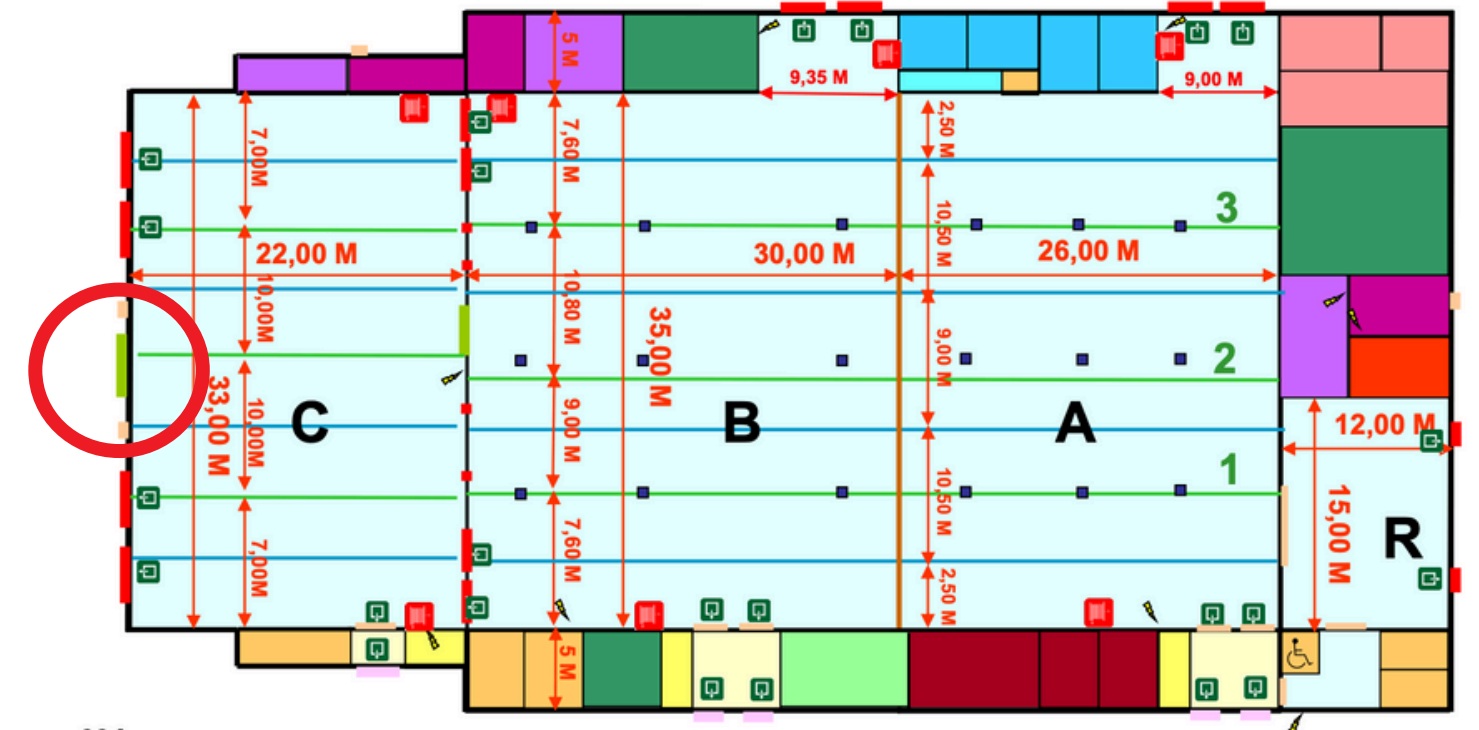 5 M
9,35 M
9,00 M
7,00M
7,60 M
2,50 M
10,50 M
3
22,00 M
30,00 M
26,00 M
10,00M
10,80 M
35,00 M
9,00 M
2
33,00 M
C
B
A
12,00 M
10,00M
9,00 M
1
10,50 M
15,00 M
R
7,00M
7,60 M
2,50 M
5 M